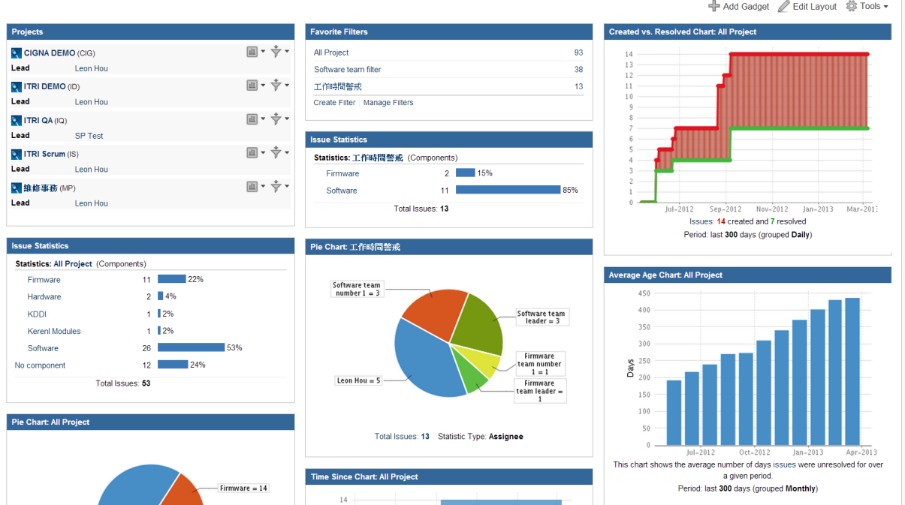 Add Gadget Edit Layout Tools
Projects
CIGNA DEMO (CIG)
Lead Leon Hou
ITRI DEMO (ID)
Lead Leon Hou
ITRI QA (IQ)
Lead SP Test
ITRI Scrum (IS)
Lead Leon Hou
維修事務 (MP)
Lead Leon Hou
Issue Statistics
Statistics: All Project (Components)
Firmware 11 22%
Hardware 2 4%
KDDI 1 2%
Kerenl Modules 1 2%
Software 26 53%
No component 12 24%
Total Issues: 53
Pie Chart: All Project
Firmware = 14
Favorite Filters
All Project 93
Software team filter 38
工作時間警戒 13
Create Filter Manage Filters
Issue Statistics
Statistics: 工作時間警戒 (Components)
Firmware 2 15%
Software 11 85%
Total Issues: 13
Pie Chart: 工作時間警戒
Software team
number 1 = 3
Software team
leader = 3
Firmware
team number
1 = 1
Firmware
team leader =
1
Leon Hou = 5
Total Issues: 13 Statistic Type: Assignee
Time Since Chart: All Project
14
Created vs. Resolved Chart: All Project
14
13
12
11
10
9
8
7
6
5
4
3
2
1
0
Jul-2012 Sep-2012 Nov-2012 Jan-2013 Mar-2013
Issues: 14 created and 7 resolved
Period: last 300 days (grouped Daily)
Average Age Chart: All Project
450
400
350
300
250
200
150
100
50
0
Days
Jul-2012 Oct-2012 Jan-2013 Apr-2013
This chart shows the average number of days issues were unresolved for over
a given period.
Period: last 300 days (grouped Monthly)